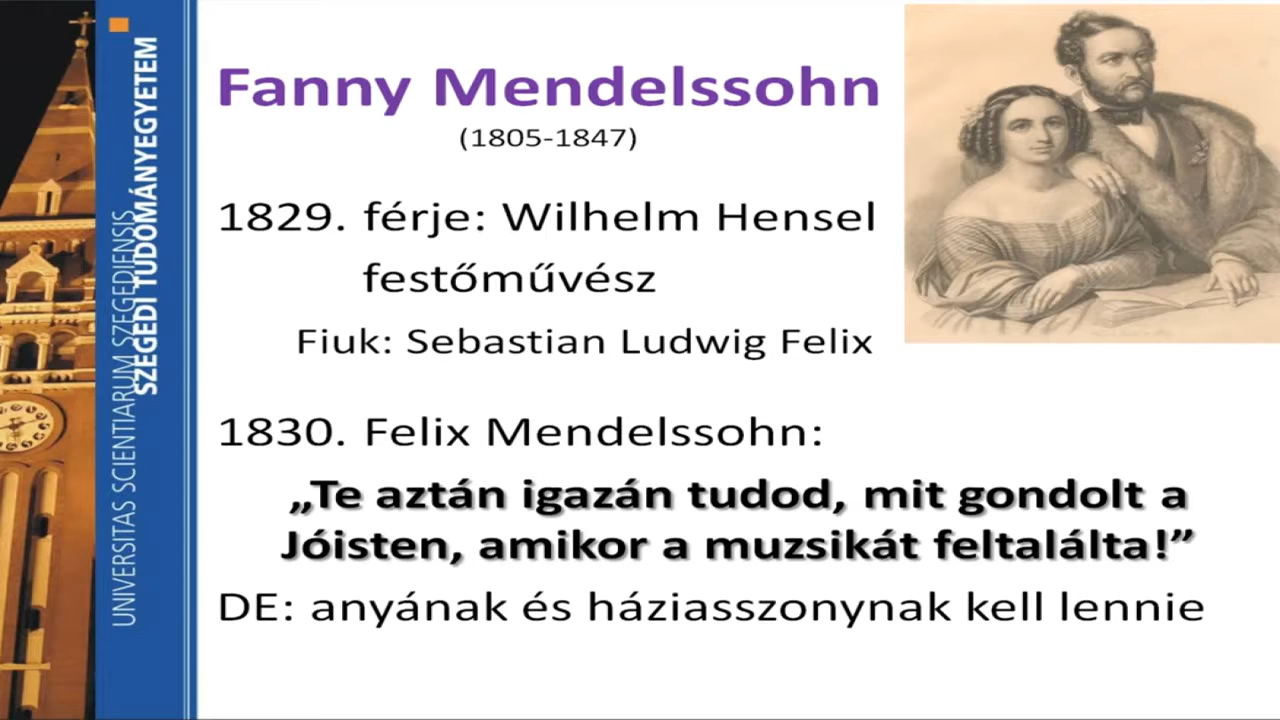 UNIVERSITAS SCIENTIARUM SZEGEDIENSIS
SZEGEDI TUDOMÁNYEGYETEM
Fanny Mendelssohn
(1805-1847)
1829. férje: Wilhelm Hensel
festőművész
Fiuk: Sebastian Ludwig Felix
1830. Felix Mendelssohn:
„Te aztán igazán tudod, mit gondolt a
Jóisten, amikor a muzsikát feltalálta!”
DE: anyának és háziasszonynak kell lennie